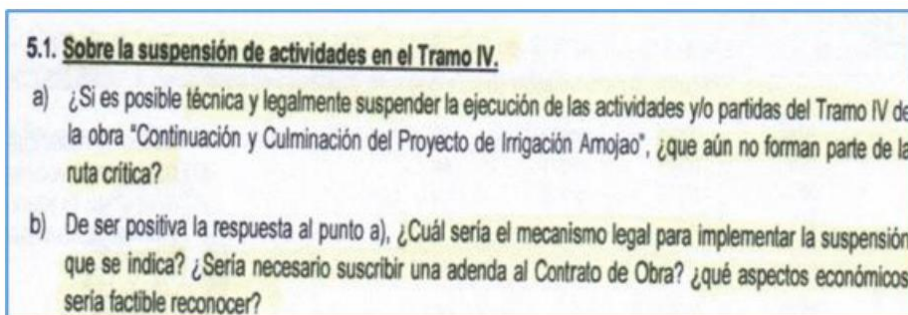 5.1. Sobre la suspensión de actividades en el Tramo IV.
a) ¿Si es posible técnica y legalmente suspender la ejecución de las actividades y/o partidas del Tramo IV de
la obra "Continuación y Culminación del Proyecto de Irrigación Amojao", ¿que aún no forman parte de la
ruta crítica?
b) De ser positiva la respuesta al punto a), ¿Cuál sería el mecanismo legal para implementar la suspensión
que se indica? ¿Sería necesario suscribir una adenda al Contrato de Obra? ¿qué aspectos económicos
sería factible reconocer?